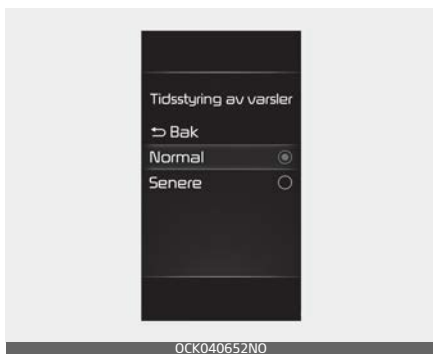 Tidsstyring av varsler
⮌ Bak
Normal
Senere
OCK040652NO